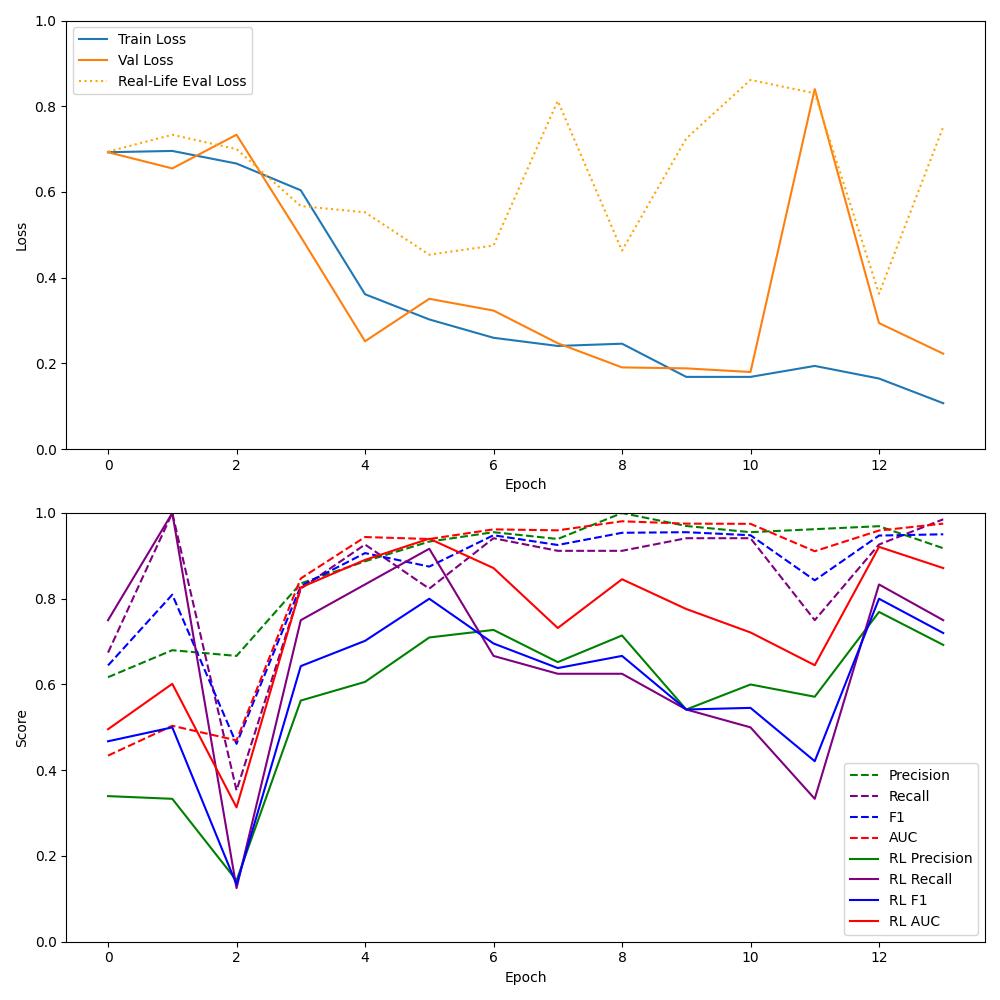 1.0
0.8
0.6
0.4
0.2
0.0
Loss
Train Loss
Val Loss
Real-Life Eval Loss
0 2 4 6 8 10 12
Epoch
1.0
0.8
0.6
0.4
0.2
0.0
Score
Precision
Recall
F1
AUC
RL Precision
RL Recall
RL F1
RL AUC
0 2 4 6 8 10 12
Epoch